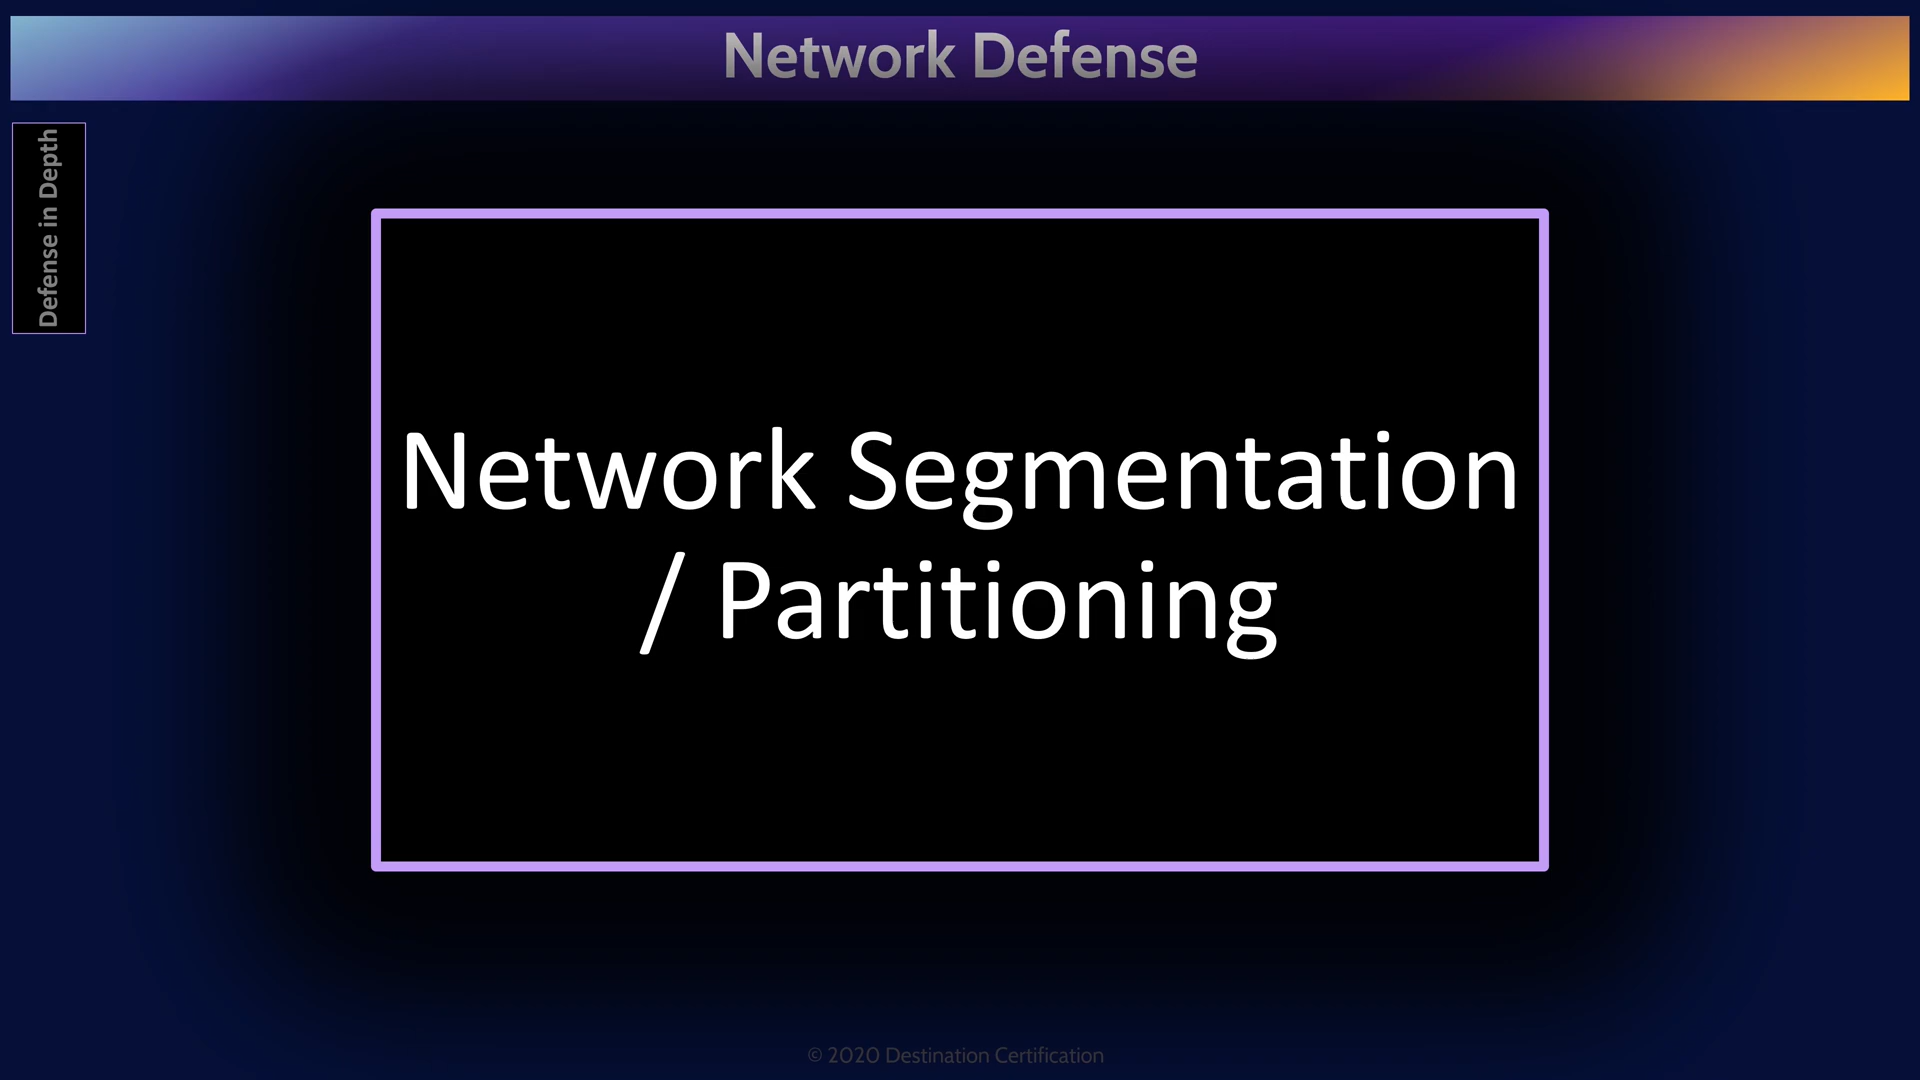 Network Defense
Defense in Depth
Network Segmentation
/ Partitioning
© 2020 Destination Certification